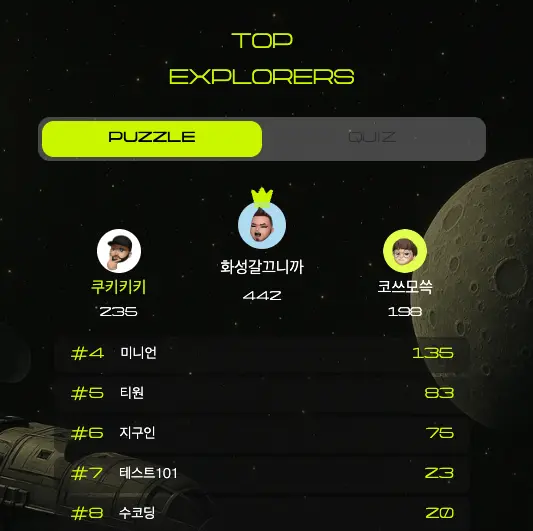 TOP
EXPLORERS
PUZZLE QUIZ
화성갈끄니까
442
쿠키키키
235
코쓰모쓱
198
#4 미니언 135
#5 티원 83
#6 지구인 75
#7 테스트101 23
#8 수코딩 20